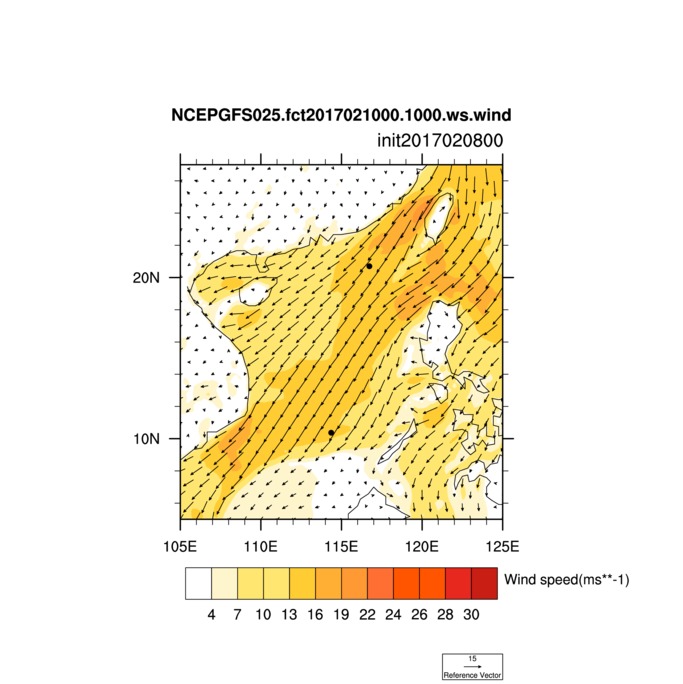 NCEPGFS025.fct2017021000.1000.ws.wind
init2017020800
20N
10N
105E 110E 115E 120E 125E
Wind speed(ms**-1)
4 7 10 13 16 19 22 24 26 28 30
15
Reference Vector